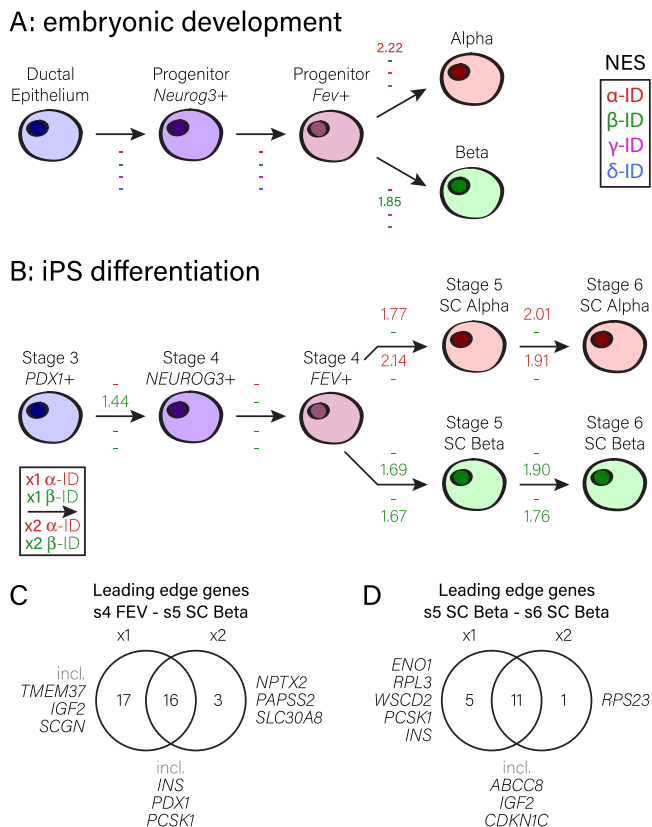 A: embryonic development
Ductal
Epithelium
Progenitor
Neurog3+
Progenitor
Fev+
2.22
-
-
-
Alpha
Beta
-
1.85
-
-
-
-
-
-
-
-
-
-
NES
α-ID
β-ID
γ-ID
δ-ID
B: iPS differentiation
Stage 3
PDX1+
-
1.44
-
-
Stage 4
NEUROG3+
-
-
-
-
Stage 4
FEV+
1.77
-
2.14
-
Stage 5
SC Alpha
2.01
-
1.91
-
Stage 6
SC Alpha
-
1.69
-
1.67
Stage 5
SC Beta
-
1.90
-
1.76
Stage 6
SC Beta
x1 α-ID
x1 β-ID
x2 α-ID
x2 β-ID
C
Leading edge genes
s4 FEV - s5 SC Beta
x1
x2
incl.
TMEM37
IGF2
SCGN
17
16
3
NPTX2
PAPSS2
SLC30A8
incl.
INS
PDX1
PCSK1
D
Leading edge genes
s5 SC Beta - s6 SC Beta
x1
x2
ENO1
RPL3
WSCD2
PCSK1
INS
5
11
1
RPS23
incl.
ABCC8
IGF2
CDKN1C